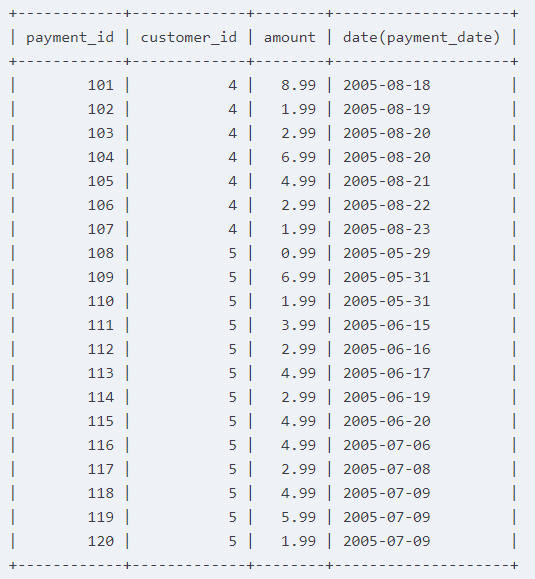 +------------+-------------+--------+--------------------+
| payment_id | customer_id | amount | date(payment_date) |
+------------+-------------+--------+--------------------+
|        101 |           4 |   8.99 | 2005-08-18         |
|        102 |           4 |   1.99 | 2005-08-19         |
|        103 |           4 |   2.99 | 2005-08-20         |
|        104 |           4 |   6.99 | 2005-08-20         |
|        105 |           4 |   4.99 | 2005-08-21         |
|        106 |           4 |   2.99 | 2005-08-22         |
|        107 |           4 |   1.99 | 2005-08-23         |
|        108 |           5 |   0.99 | 2005-05-29         |
|        109 |           5 |   6.99 | 2005-05-31         |
|        110 |           5 |   1.99 | 2005-05-31         |
|        111 |           5 |   3.99 | 2005-06-15         |
|        112 |           5 |   2.99 | 2005-06-16         |
|        113 |           5 |   4.99 | 2005-06-17         |
|        114 |           5 |   2.99 | 2005-06-19         |
|        115 |           5 |   4.99 | 2005-06-20         |
|        116 |           5 |   4.99 | 2005-07-06         |
|        117 |           5 |   2.99 | 2005-07-08         |
|        118 |           5 |   4.99 | 2005-07-09         |
|        119 |           5 |   5.99 | 2005-07-09         |
|        120 |           5 |   1.99 | 2005-07-09         |
+------------+-------------+--------+--------------------+